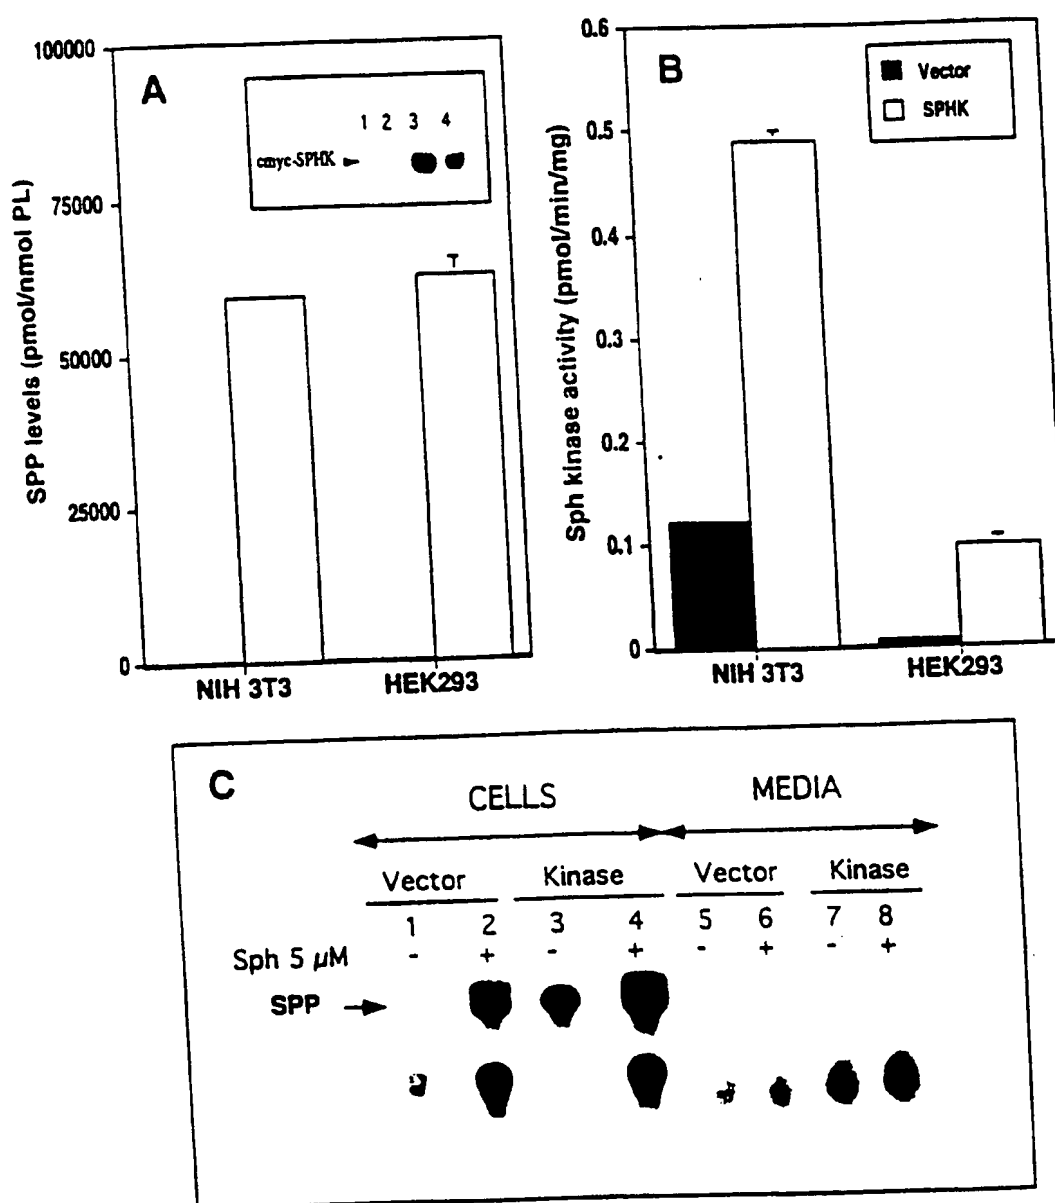 A
100000
75000
50000
25000
0
SPP levels (pmol/nmol PL)
1 2 3 4
cmyc-SPHK
NIH 3T3 HEK293
B
0.6
0.5
0.4
0.3
0.2
0.1
0
Sph kinase activity (pmol/min/mg)
Vector
SPHK
NIH 3T3 HEK293
C
CELLS MEDIA
Vector Kinase Vector Kinase
1 2 3 4 5 6 7 8
Sph 5 µM - + - + - + - +
SPP